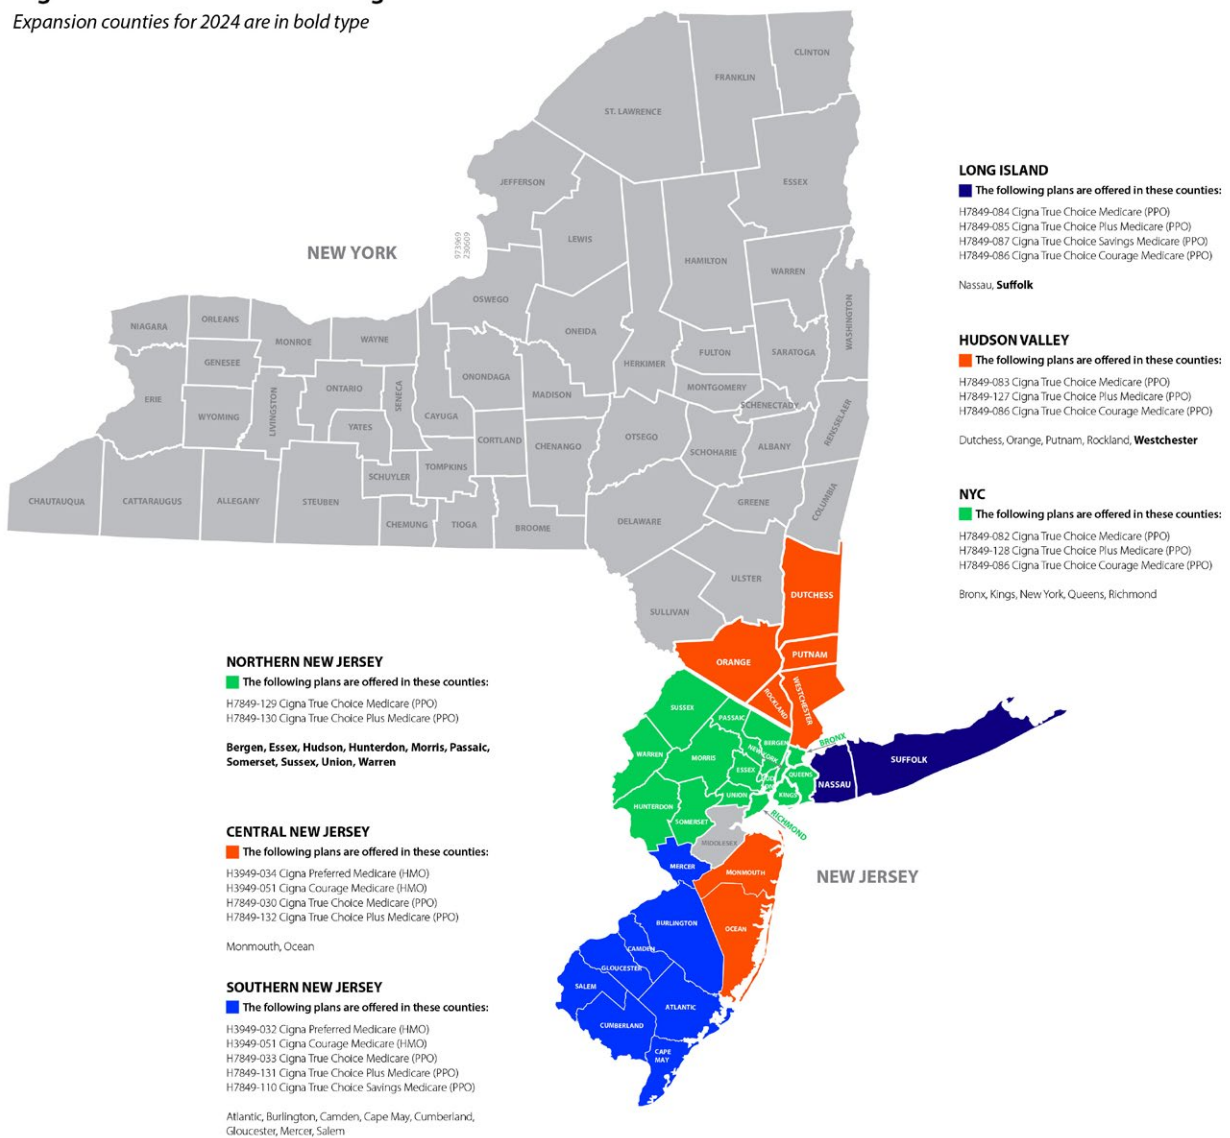 Expansion counties for 2024 are in bold type
CLINTON
FRANKLIN
ST. LAWRENCE
ESSEX
JEFFERSON
LEWIS
HAMILTON
WARREN
WASHINGTON
NEW YORK
973969
230609
OSWEGO
ONEIDA
HERKIMER
FULTON
SARATOGA
MONTGOMERY
SCHENECTADY
NIAGARA
ORLEANS
MONROE
WAYNE
GENESEE
ERIE
WYOMING
LIVINGSTON
ONTARIO
YATES
SENECA
CAYUGA
ONONDAGA
MADISON
CORTLAND
CHENANGO
OTSEGO
SCHOHARIE
ALBANY
RENSSELAER
CHAUTAUQUA
CATTARAUGUS
ALLEGANY
STEUBEN
SCHUYLER
TOMPKINS
CHEMUNG
TIOGA
BROOME
DELAWARE
GREENE
COLUMBIA
ULSTER
SULLIVAN
DUTCHESS
PUTNAM
ORANGE
ROCKLAND
WESTCHESTER
LONG ISLAND
The following plans are offered in these counties:
H7849-084 Cigna True Choice Medicare (PPO)
H7849-085 Cigna True Choice Plus Medicare (PPO)
H7849-087 Cigna True Choice Savings Medicare (PPO)
H7849-086 Cigna True Choice Courage Medicare (PPO)
Nassau, Suffolk
HUDSON VALLEY
The following plans are offered in these counties:
H7849-083 Cigna True Choice Medicare (PPO)
H7849-127 Cigna True Choice Plus Medicare (PPO)
H7849-086 Cigna True Choice Courage Medicare (PPO)
Dutchess, Orange, Putnam, Rockland, Westchester
NYC
The following plans are offered in these counties:
H7849-082 Cigna True Choice Medicare (PPO)
H7849-128 Cigna True Choice Plus Medicare (PPO)
H7849-086 Cigna True Choice Courage Medicare (PPO)
Bronx, Kings, New York, Queens, Richmond
NORTHERN NEW JERSEY
The following plans are offered in these counties:
H7849-129 Cigna True Choice Medicare (PPO)
H7849-130 Cigna True Choice Plus Medicare (PPO)
Bergen, Essex, Hudson, Hunterdon, Morris, Passaic,
Somerset, Sussex, Union, Warren
CENTRAL NEW JERSEY
The following plans are offered in these counties:
H3949-034 Cigna Preferred Medicare (HMO)
H3949-051 Cigna Courage Medicare (HMO)
H7849-030 Cigna True Choice Medicare (PPO)
H7849-132 Cigna True Choice Plus Medicare (PPO)
Monmouth, Ocean
SOUTHERN NEW JERSEY
The following plans are offered in these counties:
H3949-032 Cigna Preferred Medicare (HMO)
H3949-051 Cigna Courage Medicare (HMO)
H7849-033 Cigna True Choice Medicare (PPO)
H7849-131 Cigna True Choice Plus Medicare (PPO)
H7849-110 Cigna True Choice Savings Medicare (PPO)
Atlantic, Burlington, Camden, Cape May, Cumberland,
Gloucester, Mercer, Salem
SUSSEX
PASSAIC
BERGEN
NEW YORK
BRONX
WARREN
MORRIS
ESSEX
QUEENS
NASSAU
SUFFOLK
UNION
KINGS
HUNTERDON
SOMERSET
RICHMOND
MIDDLESEX
MERCER
MONMOUTH
NEW JERSEY
BURLINGTON
OCEAN
CAMDEN
GLOUCESTER
SALEM
ATLANTIC
CUMBERLAND
CAPE
MAY